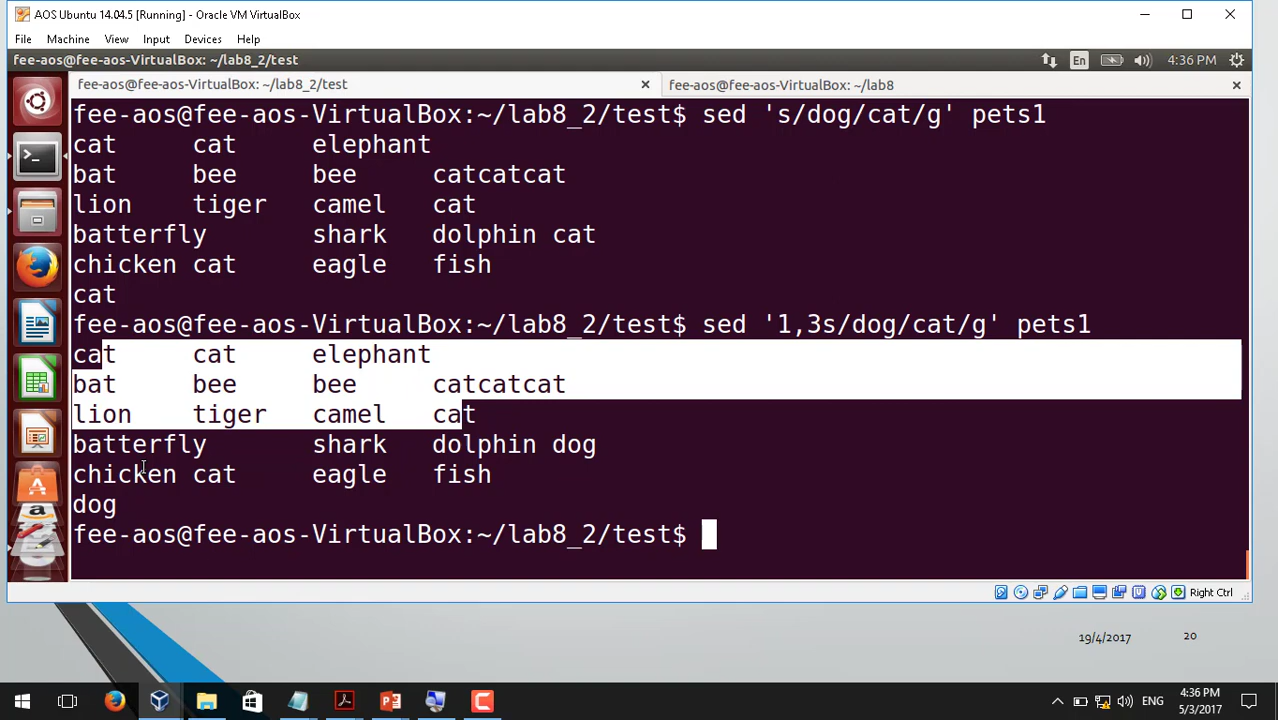 AOS Ubuntu 14.04.5 [Running] - Oracle VM VirtualBox
File Machine View Input Devices Help
fee-aos@fee-aos-VirtualBox: ~/lab8_2/test En 4:36 PM
fee-aos@fee-aos-VirtualBox: ~/lab8_2/test fee-aos@fee-aos-VirtualBox: ~/lab8
fee-aos@fee-aos-VirtualBox:~/lab8_2/test$ sed 's/dog/cat/g' pets1
cat cat elephant
bat bee bee catcatcat
lion tiger camel cat
batterfly shark dolphin cat
chicken cat eagle fish
cat
fee-aos@fee-aos-VirtualBox:~/lab8_2/test$ sed '1,3s/dog/cat/g' pets1
cat cat elephant
bat bee bee catcatcat
lion tiger camel cat
batterfly shark dolphin dog
chicken cat eagle fish
dog
fee-aos@fee-aos-VirtualBox:~/lab8_2/test$
Right Ctrl
19/4/2017 20
ENG 4:36 PM
5/3/2017